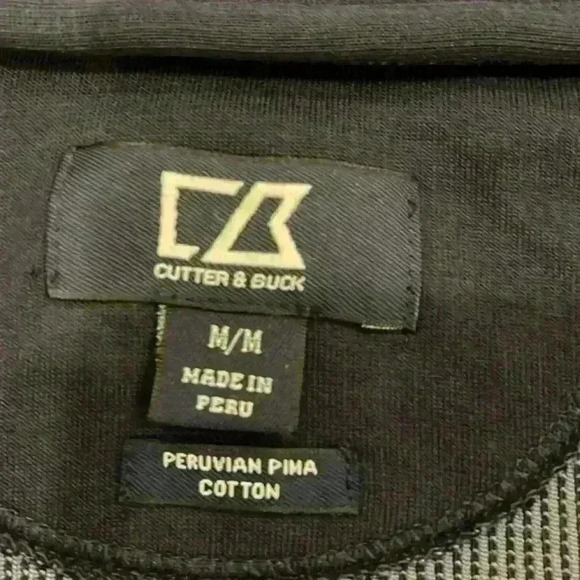 CUTTER & BUCK
M/M
MADE IN
PERU
PERUVIAN PIMA
COTTON